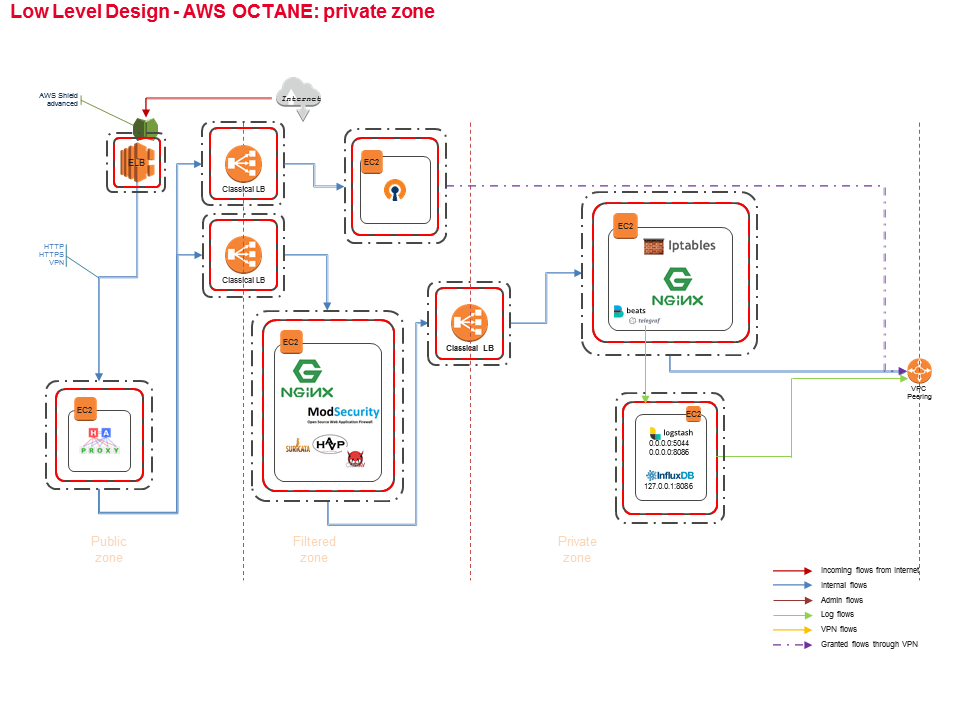 Low Level Design - AWS OCTANE: private zone
AWS Shield
advanced
Internet
ELB
Classical LB
EC2
Classical LB
HTTP
HTTPS
VPN
EC2
Iptables
NGINX
beats
telegraf
Classical LB
EC2
NGINX
ModSecurity
Open Source Web Application Firewall
SURICATA
HAVP
VPC
Peering
EC2
HA
PROXY
EC2
logstash
0.0.0.0:5044
0.0.0.0:8086
InfluxDB
127.0.0.1:8086
Public
zone
Filtered
zone
Private
zone
Incoming flows from Internet
Internal flows
Admin flows
Log flows
VPN flows
Granted flows through VPN